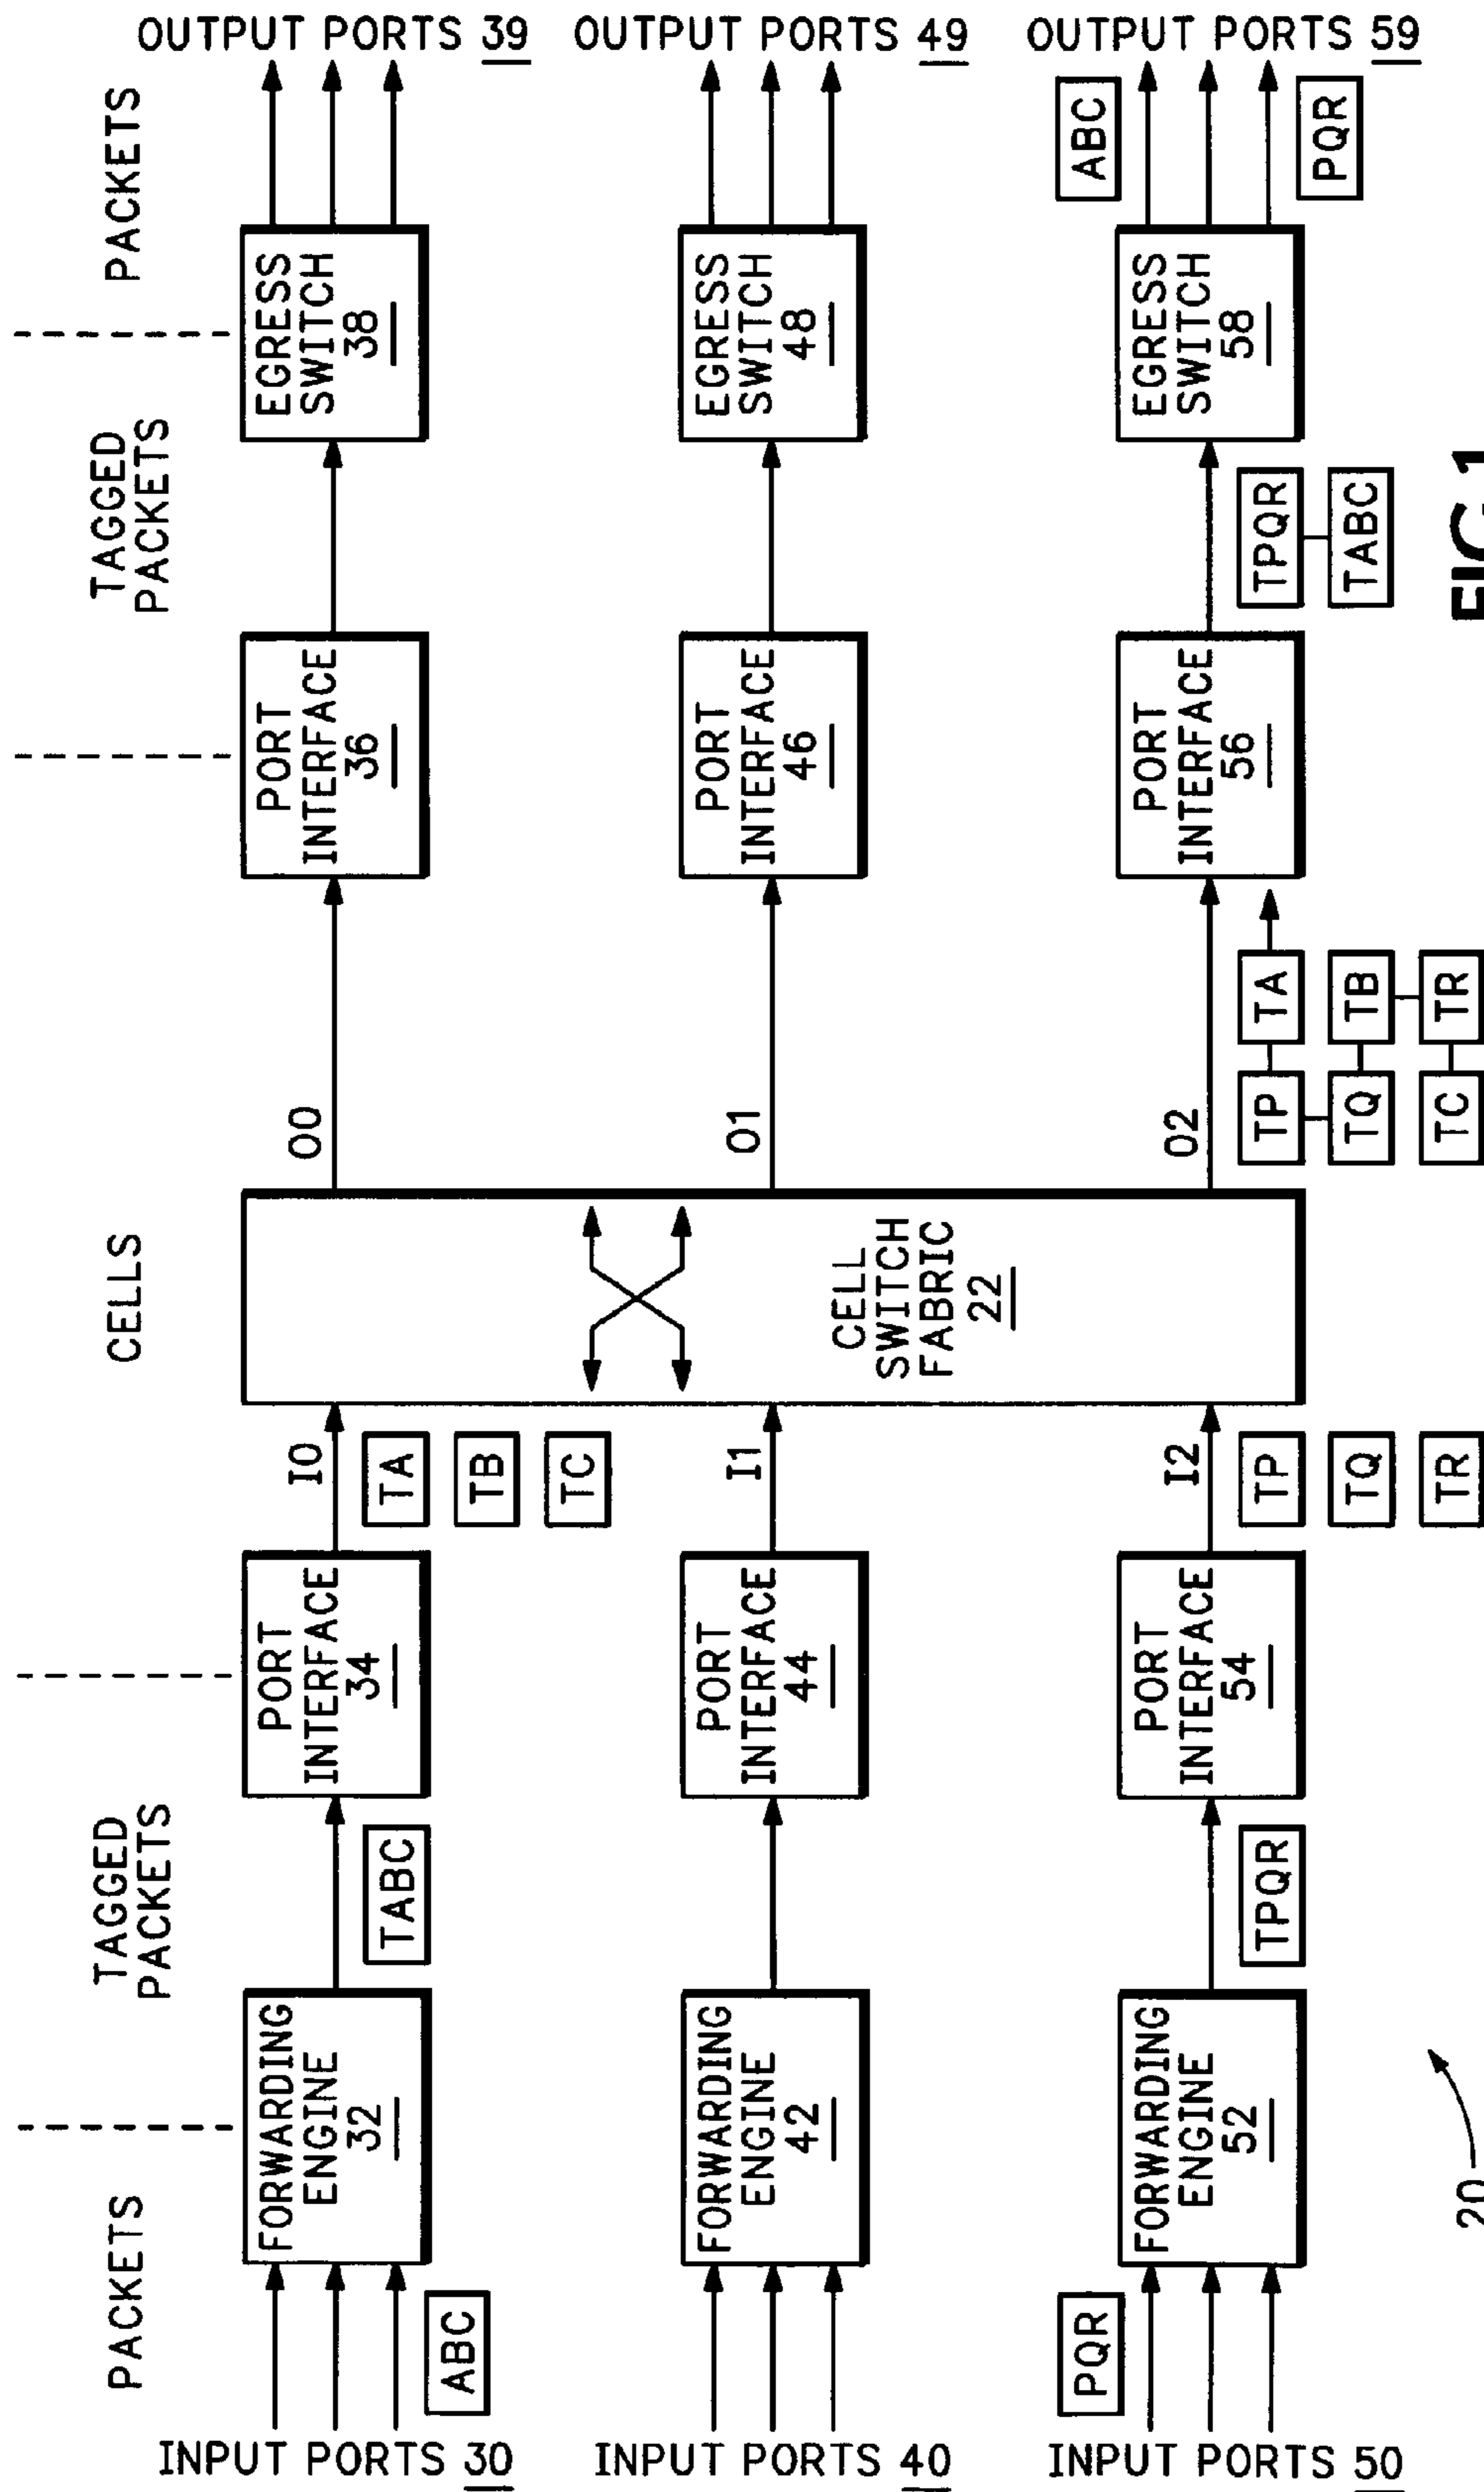 PACKETS
TAGGED
PACKETS
CELLS
TAGGED
PACKETS
PACKETS
INPUT PORTS 30
ABC
FORWARDING
ENGINE
32
TABC
PORT
INTERFACE
34
I0
TA
TB
TC
O0
PORT
INTERFACE
36
EGRESS
SWITCH
38
OUTPUT PORTS 39
INPUT PORTS 40
FORWARDING
ENGINE
42
PORT
INTERFACE
44
I1
CELL
SWITCH
FABRIC
22
O1
PORT
INTERFACE
46
EGRESS
SWITCH
48
OUTPUT PORTS 49
INPUT PORTS 50
PQR
FORWARDING
ENGINE
52
TPQR
PORT
INTERFACE
54
I2
TP
TQ
TR
O2
TP TA
TQ TB
TC TR
PORT
INTERFACE
56
TPQR
TABC
EGRESS
SWITCH
58
ABC
PQR
OUTPUT PORTS 59
20
FIG.1